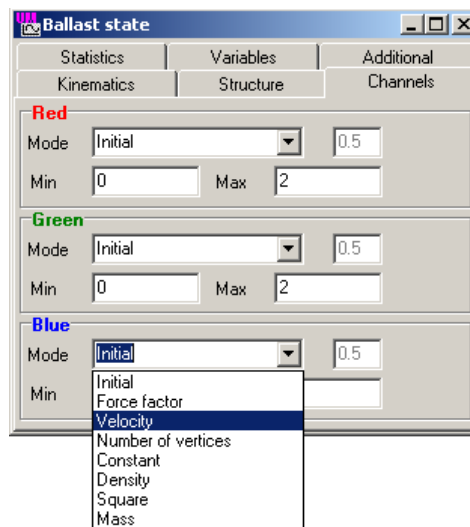 Ballast state
Statistics Variables Additional
Kinematics Structure Channels
Red
Mode Initial 0.5
Min 0 Max 2
Green
Mode Initial 0.5
Min 0 Max 2
Blue
Mode Initial 0.5
Min
Initial
Force factor
Velocity
Number of vertices
Constant
Density
Square
Mass